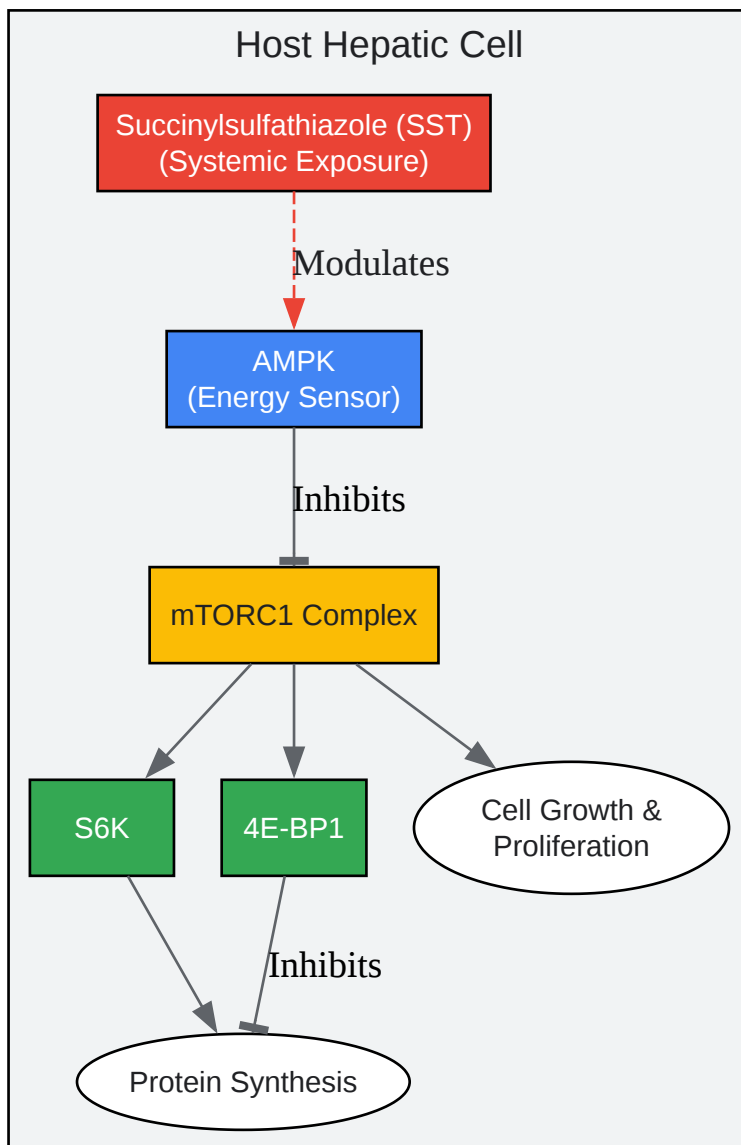 Host Hepatic Cell
Succinylsulfathiazole (SST)
(Systemic Exposure)
Modulates
AMPK
(Energy Sensor)
Inhibits
mTORC1 Complex
S6K
4E-BP1
Cell Growth &
Proliferation
Inhibits
Protein Synthesis